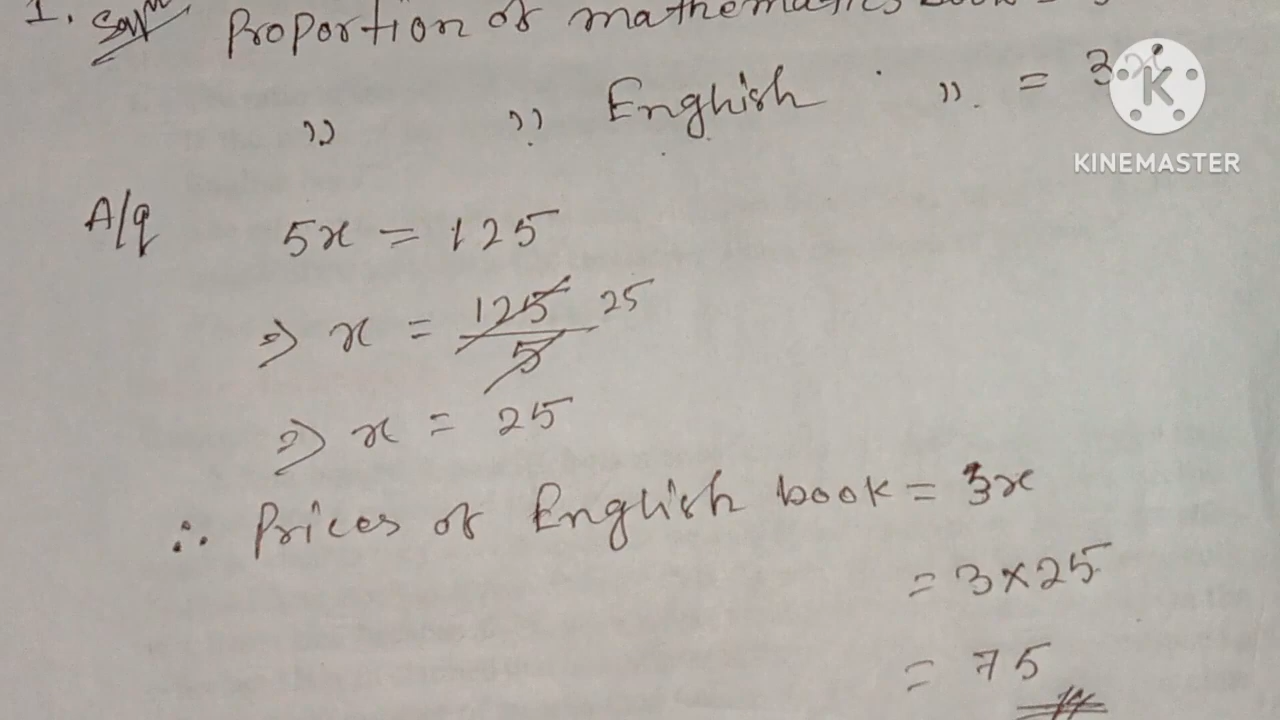 1. Solⁿ Proportion of mathematics book =
,, ,, English ,, = 3x
K
KINEMASTER
A/q 5x = 125
⇒ x = 125/5 25
⇒ x = 25
∴ Prices of English book = 3x
= 3×25
= 75